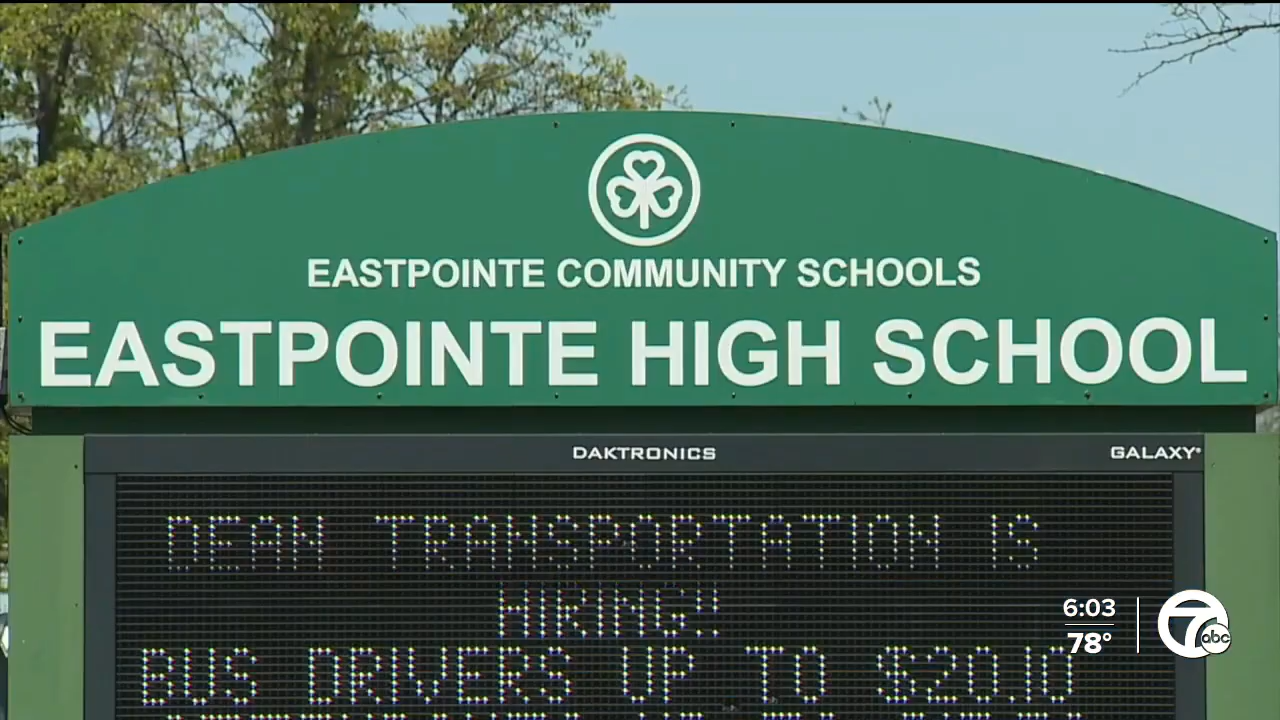 EASTPOINTE COMMUNITY SCHOOLS
EASTPOINTE HIGH SCHOOL
DAKTRONICS
GALAXY®
DEAN TRANSPORTATION IS
HIRING!!
BUS DRIVERS UP TO $20.10
6:03
78°
7
abc